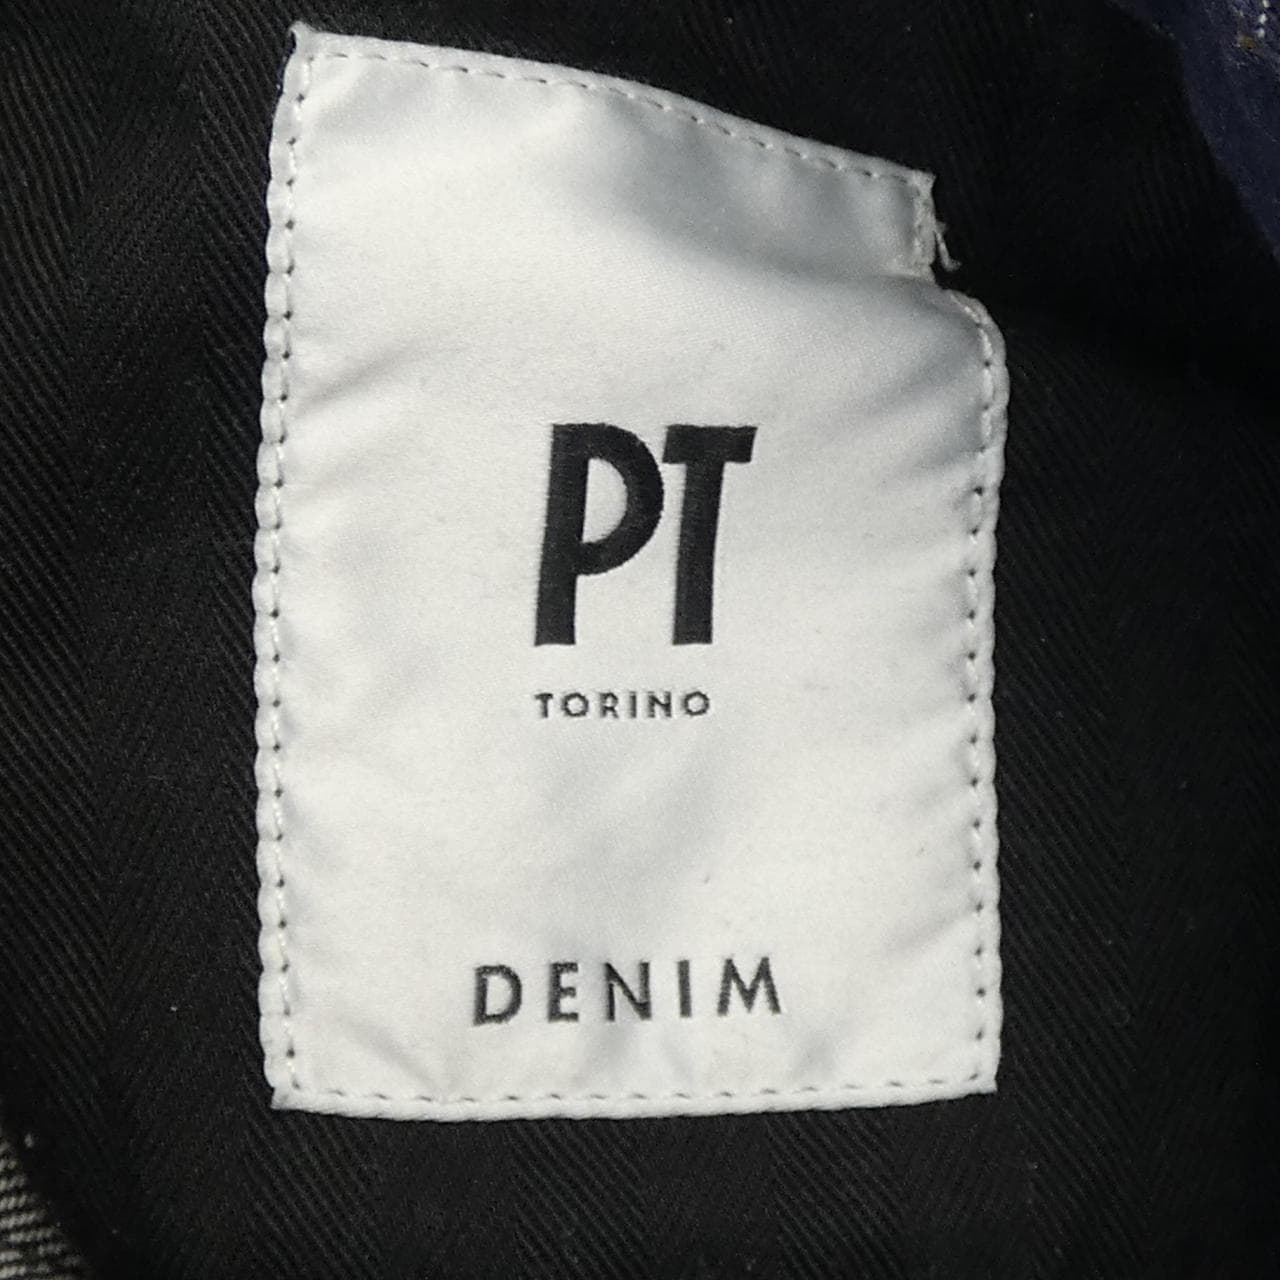 PT
TORINO
DENIM